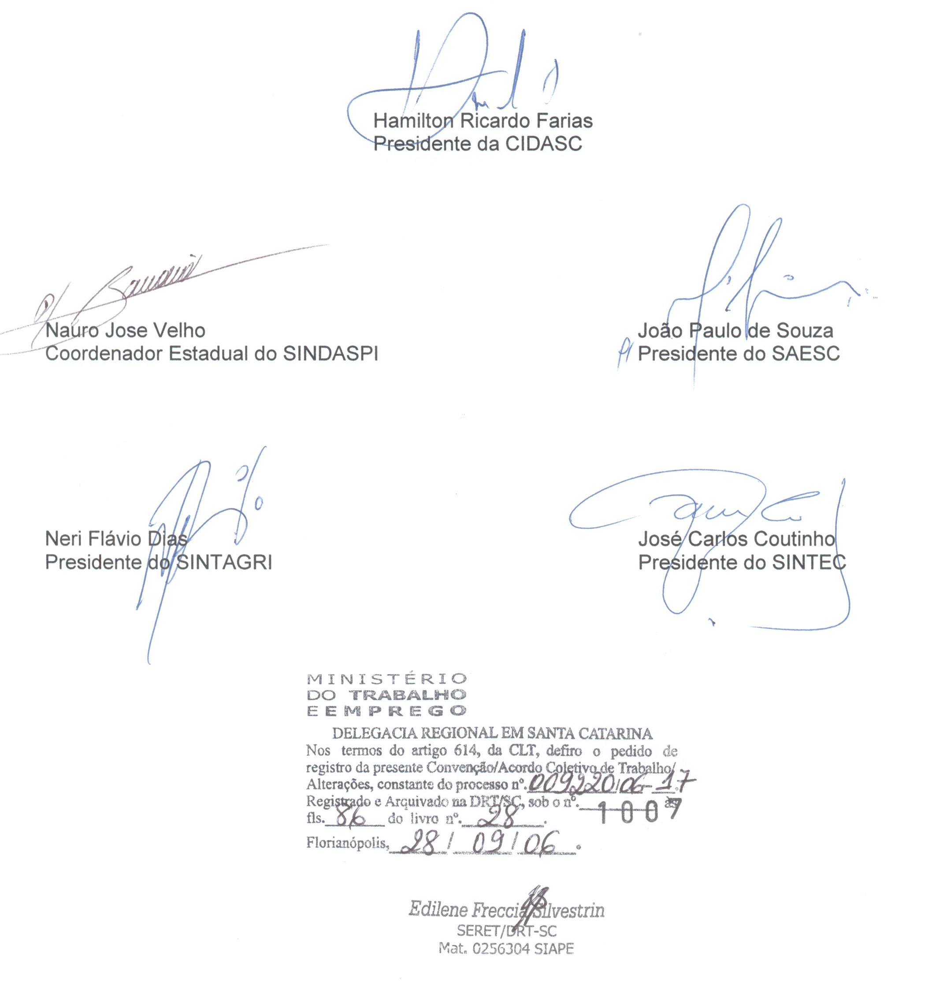 Hamilton Ricardo Farias
Presidente da CIDASC
Nauro Jose Velho
Coordenador Estadual do SINDASPI
João Paulo de Souza
P/ Presidente do SAESC
Neri Flávio Dias
Presidente do SINTAGRI
José Carlos Coutinho
Presidente do SINTEC
MINISTÉRIO
DO TRABALHO
E EMPREGO
DELEGACIA REGIONAL EM SANTA CATARINA
Nos termos do artigo 614, da CLT, defiro o pedido de
registro da presente Convenção/Acordo Coletivo de Trabalho/
Alterações, constante do processo nº. 009220/06-17
Registrado e Arquivado na DRT/SC, sob o nº. 1007 às
fls. 86 do livro nº. 28.
Florianópolis, 28/09/06.
Edilene Freccia Silvestrin
SERET/DRT-SC
Mat. 0256304 SIAPE